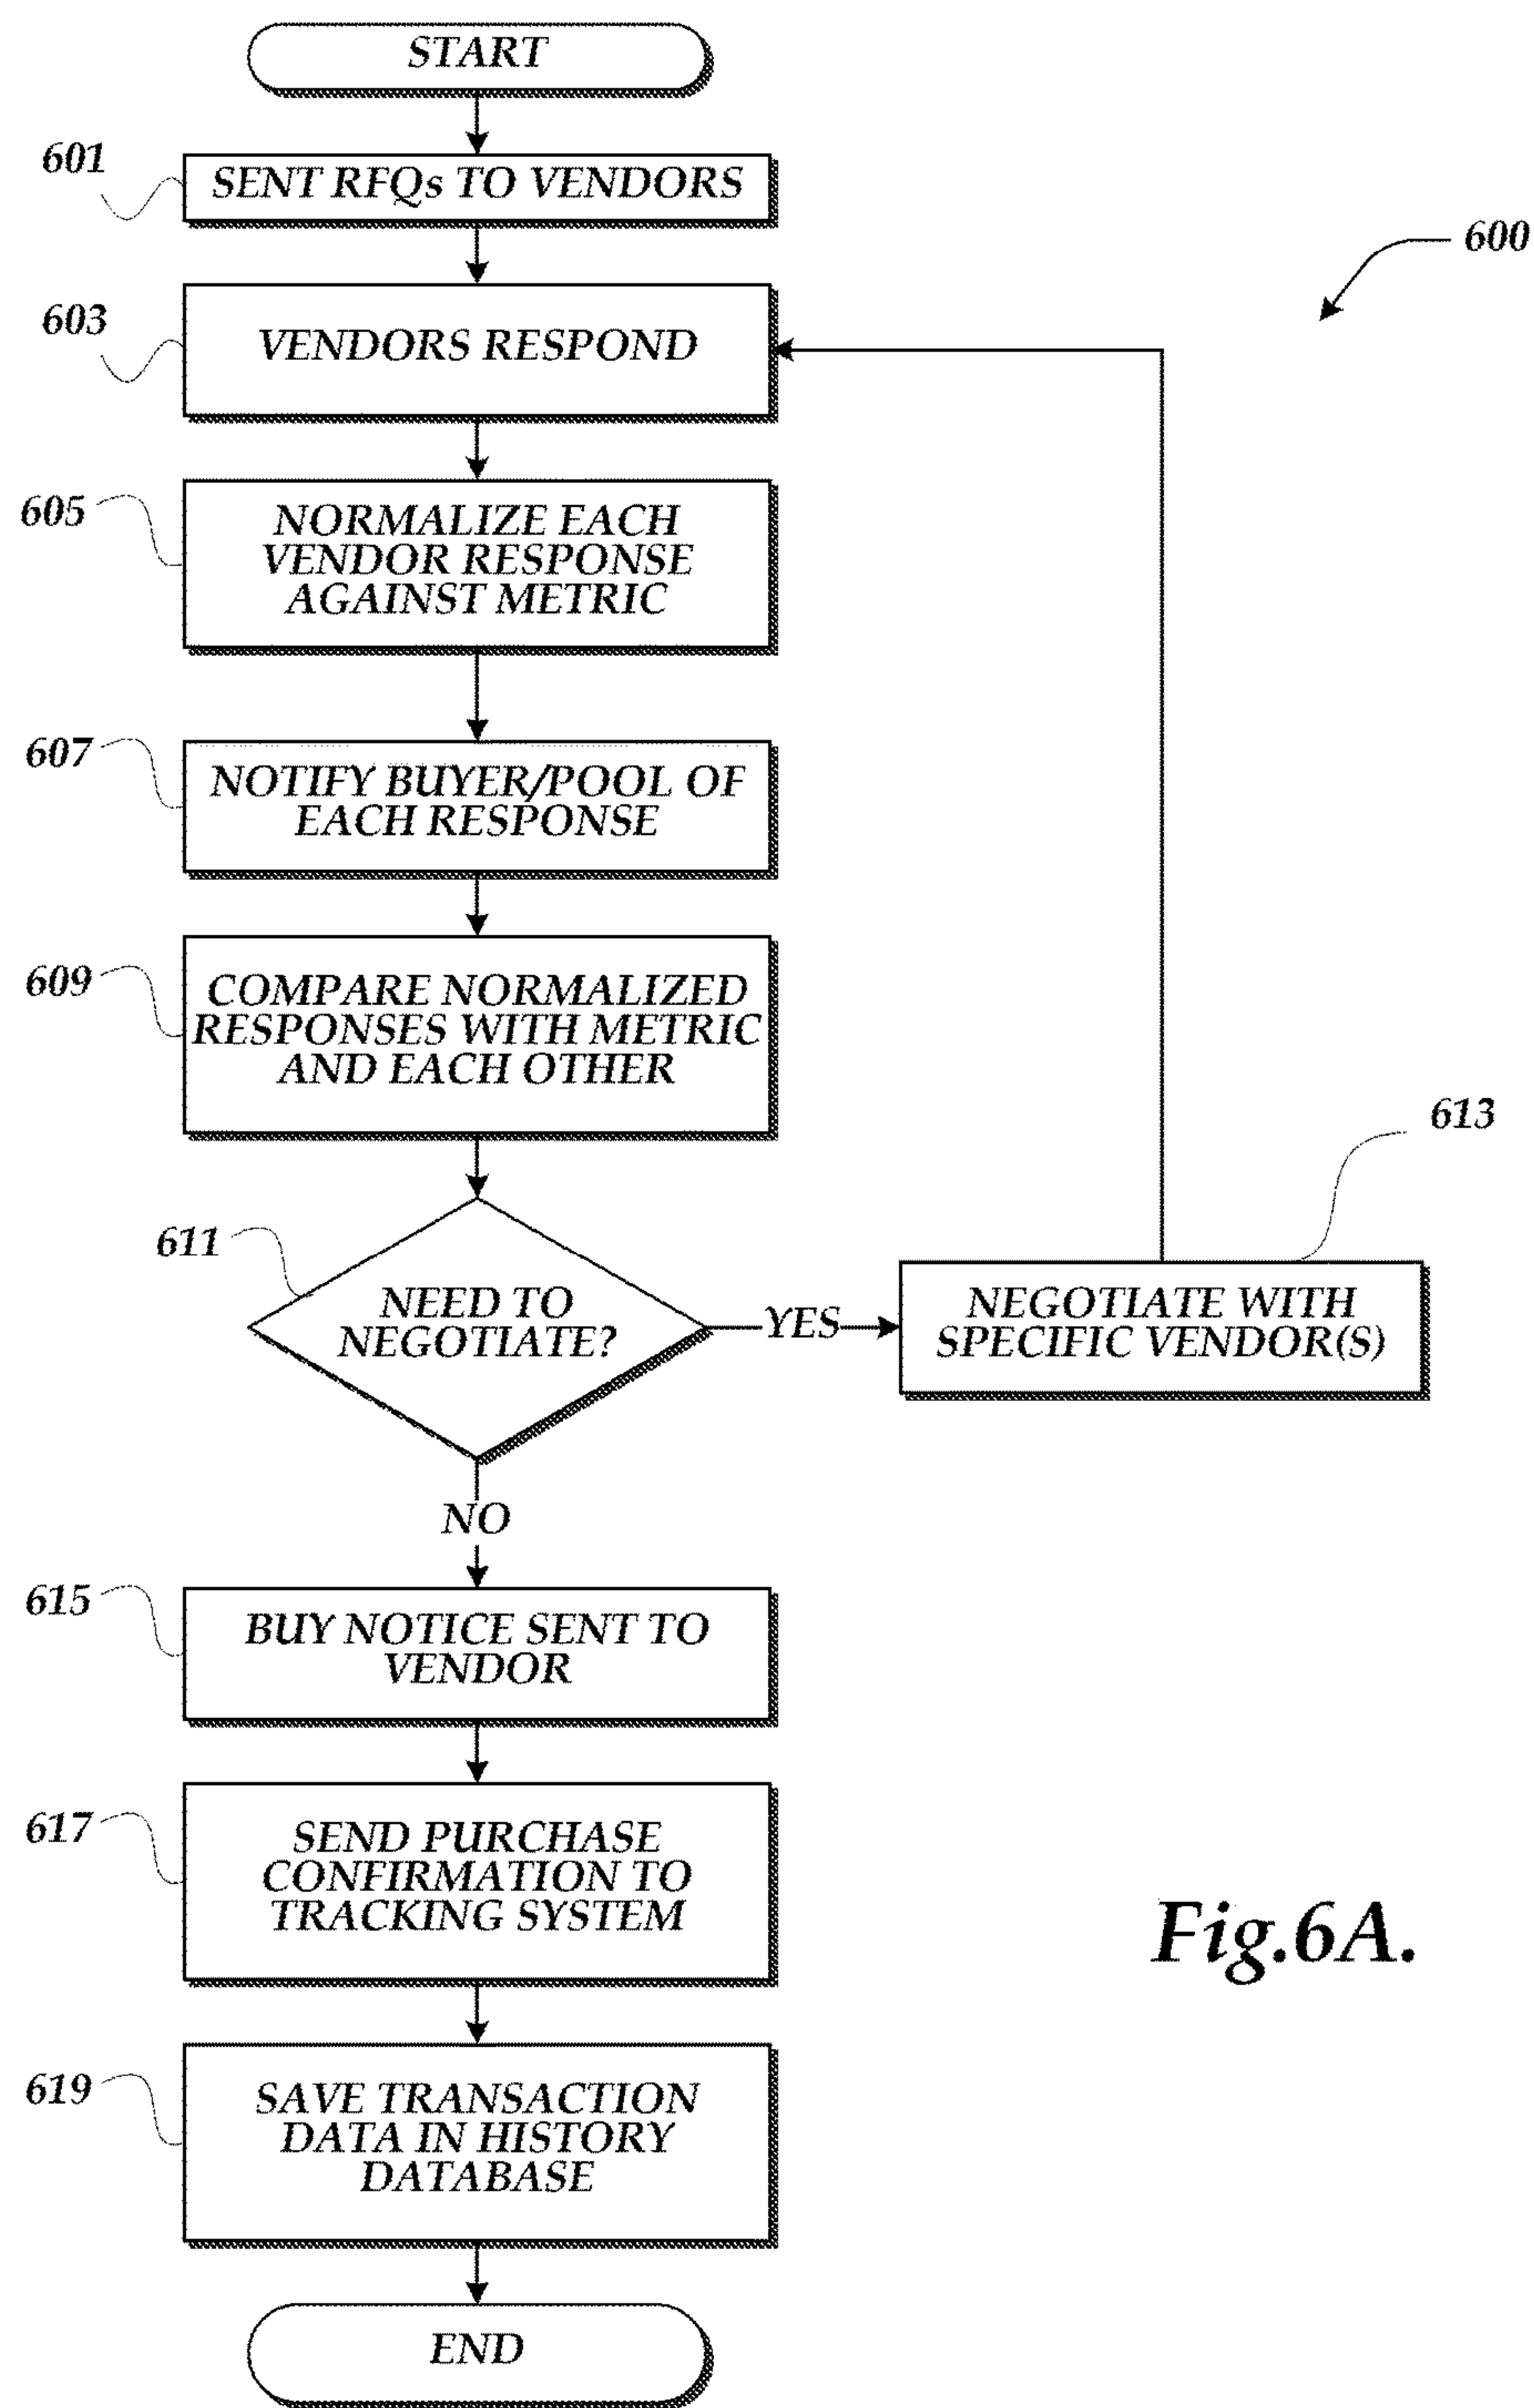 START
601
SENT RFQs TO VENDORS
600
603
VENDORS RESPOND
605
NORMALIZE EACH
VENDOR RESPONSE
AGAINST METRIC
607
NOTIFY BUYER/POOL OF
EACH RESPONSE
609
COMPARE NORMALIZED
RESPONSES WITH METRIC
AND EACH OTHER
611
NEED TO
NEGOTIATE?
YES
613
NEGOTIATE WITH
SPECIFIC VENDOR(S)
NO
615
BUY NOTICE SENT TO
VENDOR
617
SEND PURCHASE
CONFIRMATION TO
TRACKING SYSTEM
Fig.6A.
619
SAVE TRANSACTION
DATA IN HISTORY
DATABASE
END